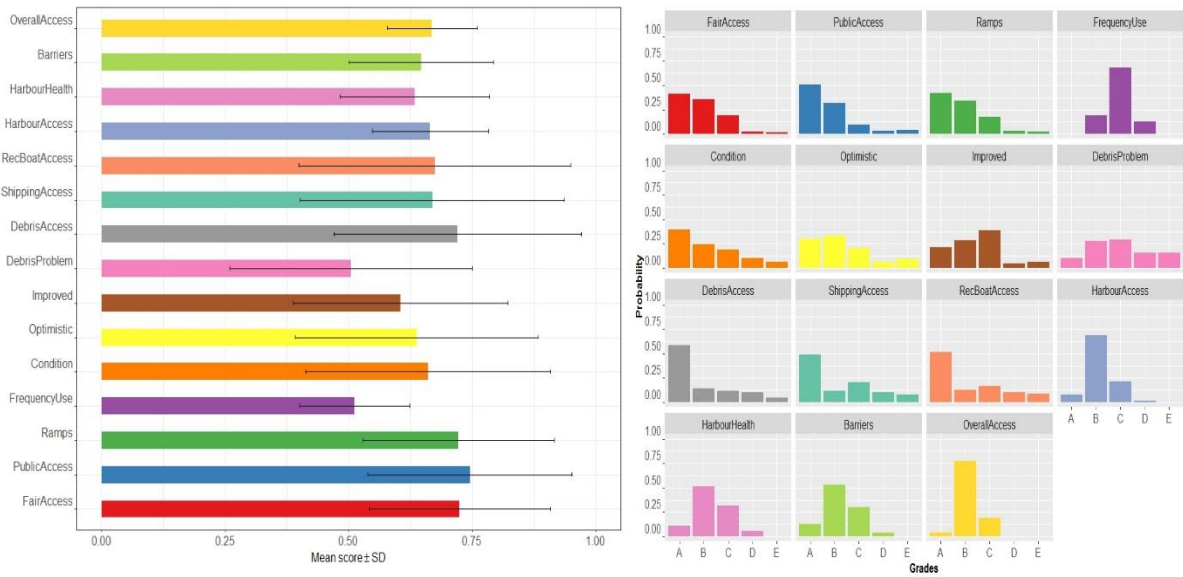 OverallAccess
Barriers
HarbourHealth
HarbourAccess
RecBoatAccess
ShippingAccess
DebrisAccess
DebrisProblem
Improved
Optimistic
Condition
FrequencyUse
Ramps
PublicAccess
FairAccess
0.00 0.25 0.50 0.75 1.00
Mean score ± SD
FairAccess PublicAccess Ramps FrequencyUse
1.00
0.75
0.50
0.25
0.00
Condition Optimistic Improved DebrisProblem
1.00
0.75
0.50
0.25
0.00
Probability
DebrisAccess ShippingAccess RecBoatAccess HarbourAccess
1.00
0.75
0.50
0.25
0.00
A B C D E
HarbourHealth Barriers OverallAccess
1.00
0.75
0.50
0.25
0.00
A B C D E A B C D E A B C D E
Grades